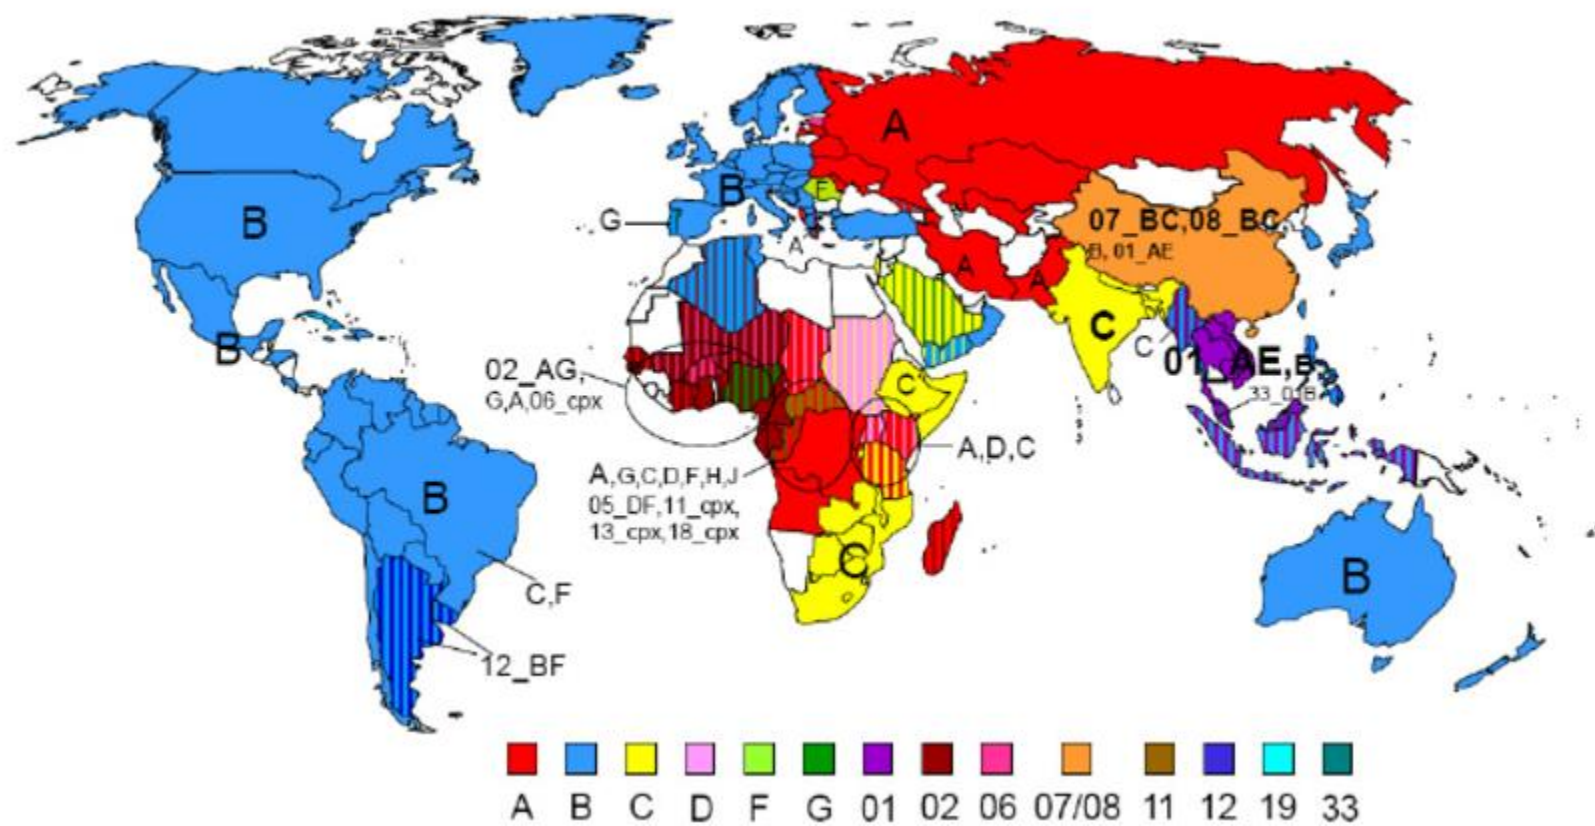 A
B
B
B
F
G
A
07_BC,08_BC,
B, 01_AE
A
A
C
B
C
01_AE,B
33_01B
02_AG,
G,A,06_cpx
C
A,D,C
A,G,C,D,F,H,J
05_DF,11_cpx,
13_cpx,18_cpx
B
C
B
C,F
12_BF
A B C D F G 01 02 06 07/08 11 12 19 33